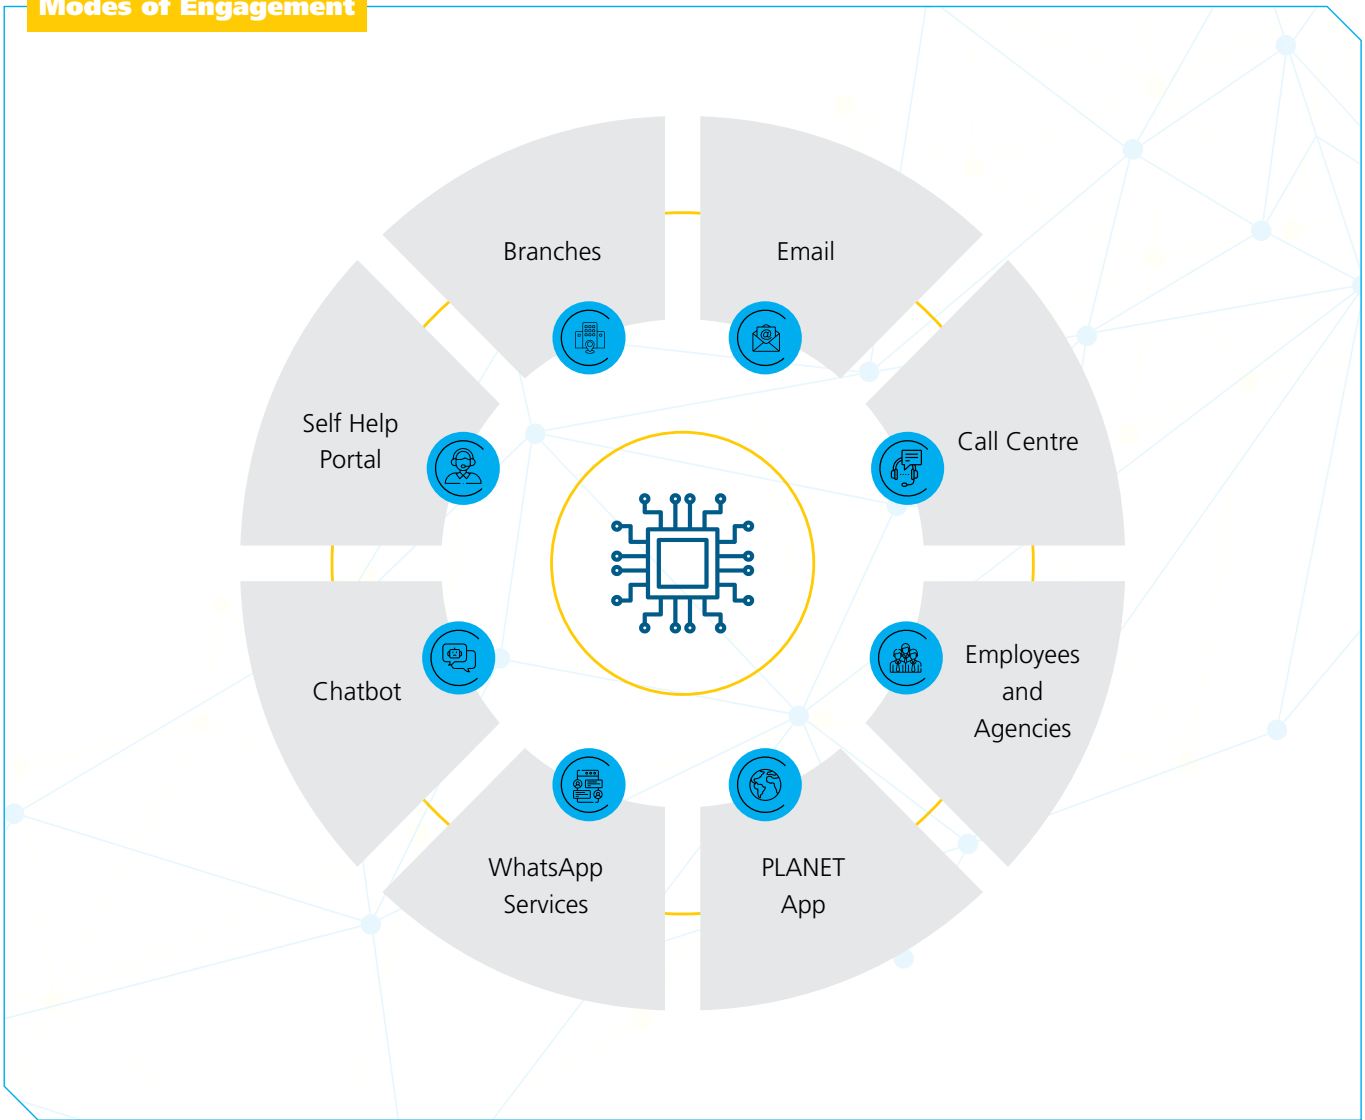 Modes of Engagement
Branches
Email
Self Help
Portal
Call Centre
Chatbot
Employees
and
Agencies
WhatsApp
Services
PLANET
App